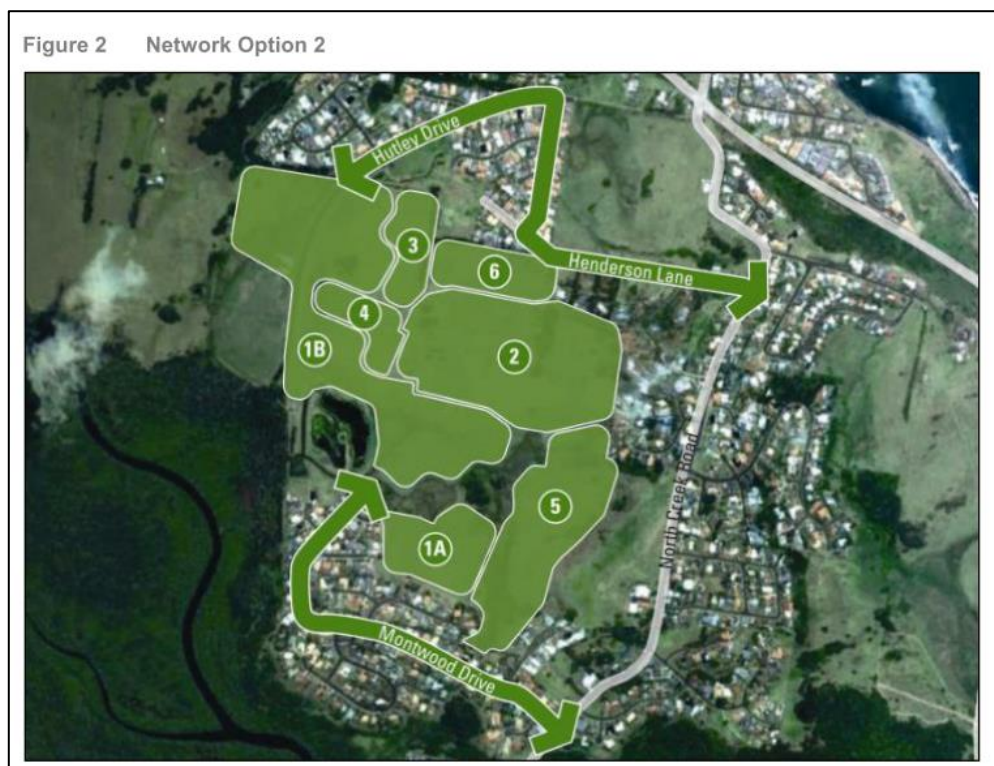 Figure 2 Network Option 2
Hutley Drive
3
6
Henderson Lane
4
1B
2
North Creek Road
5
1A
Montwood Drive